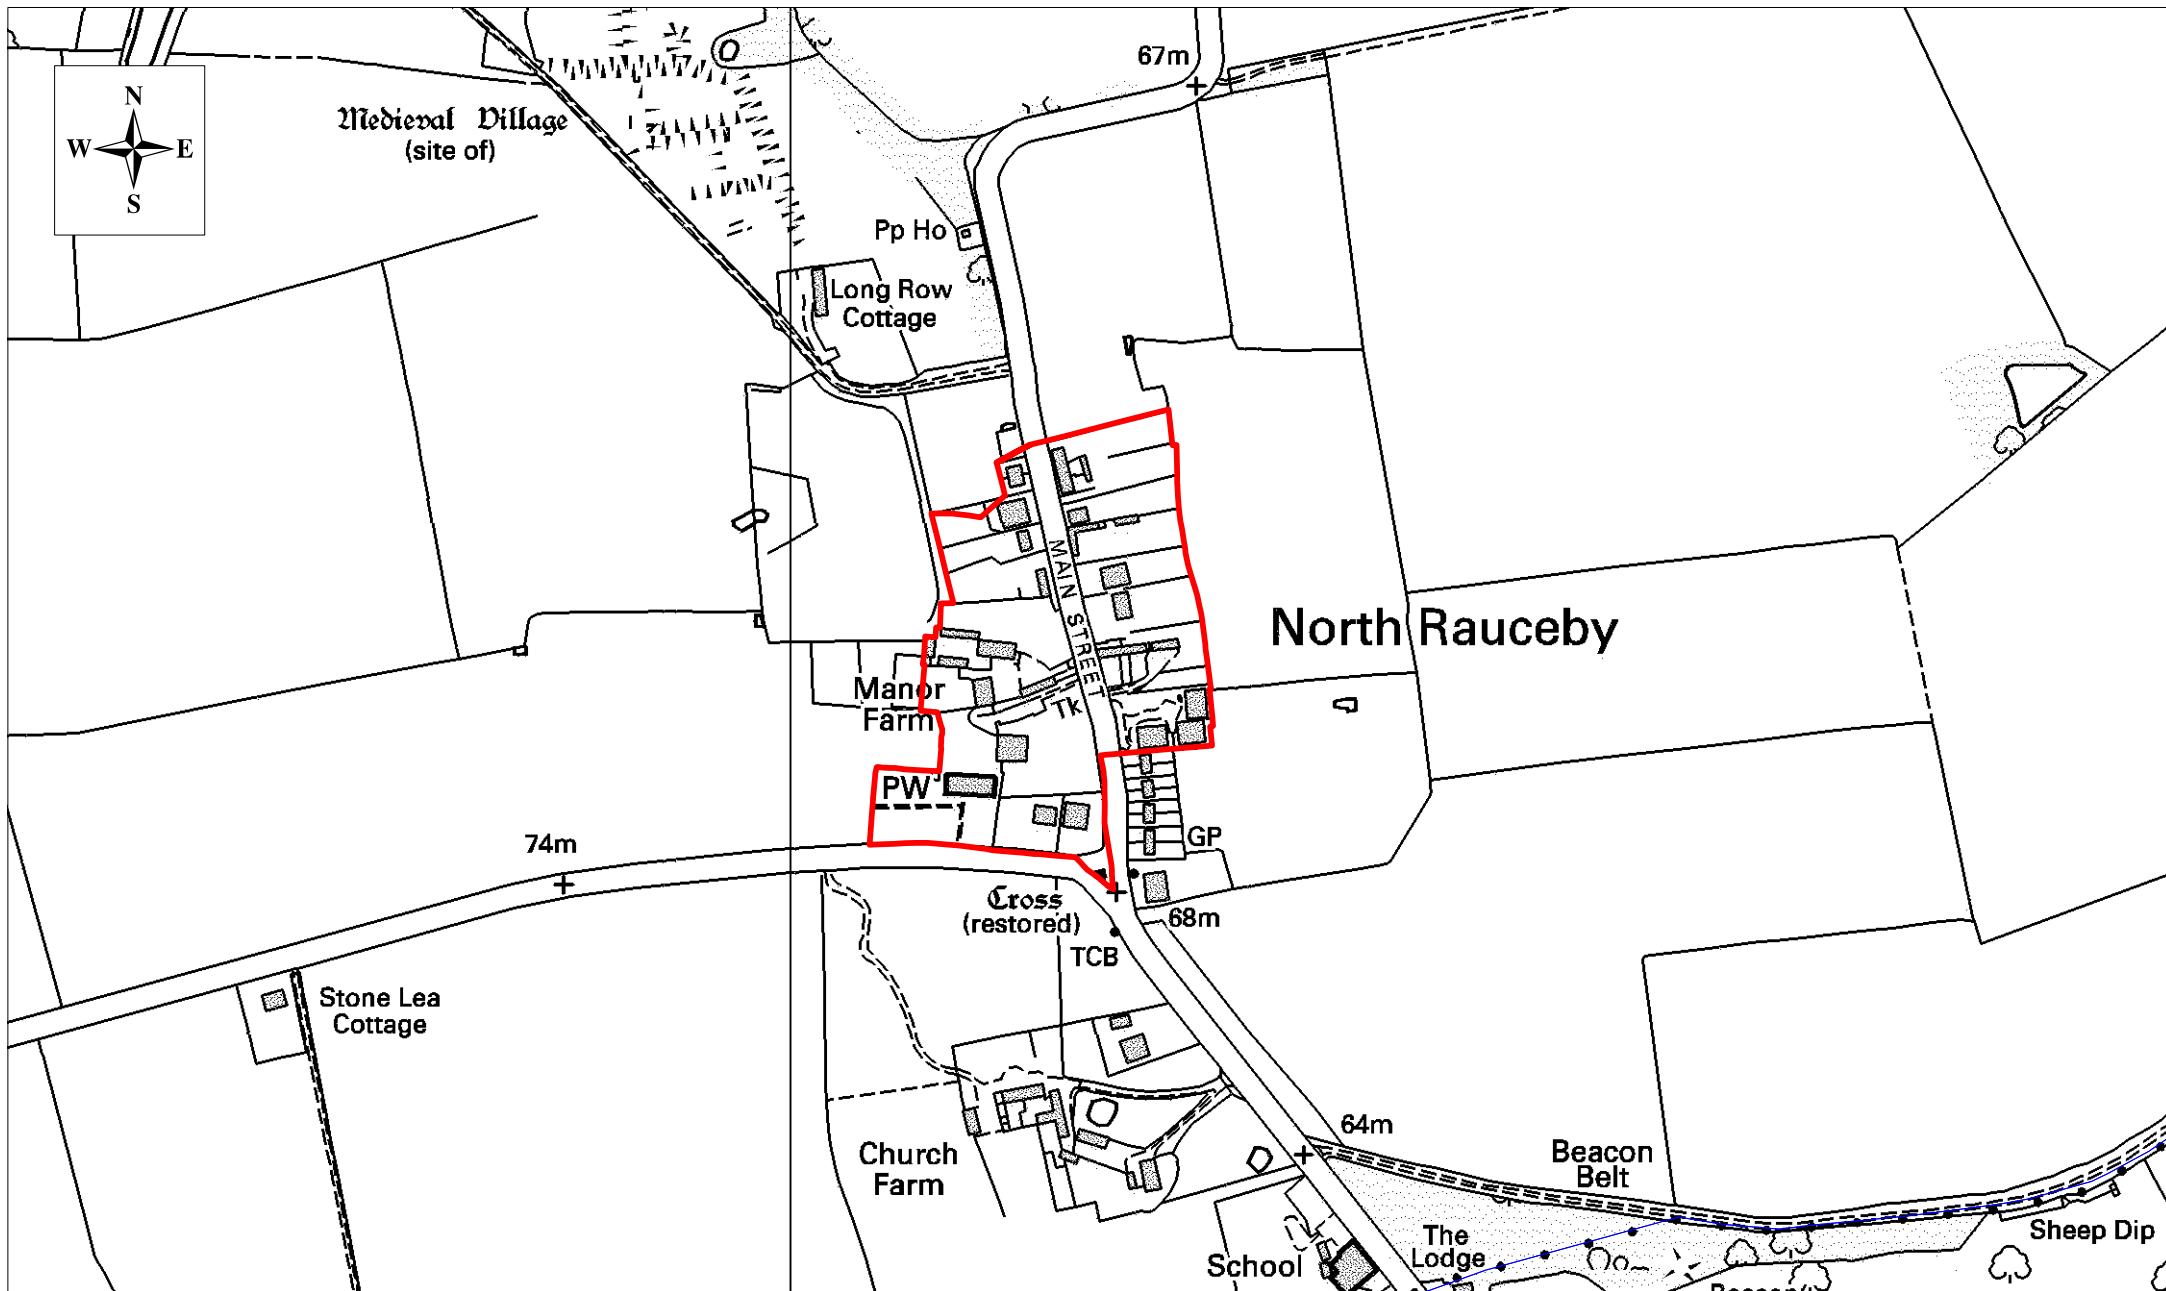 67m
N
W E
S
Medieval Village
(site of)
Pp Ho
Long Row
Cottage
MAIN STREET
North Rauceby
Manor
Farm
Tk
PW
GP
74m
Cross
(restored)
68m
TCB
Stone Lea
Cottage
64m
Church
Farm
Beacon
Belt
The
Lodge
Sheep Dip
School